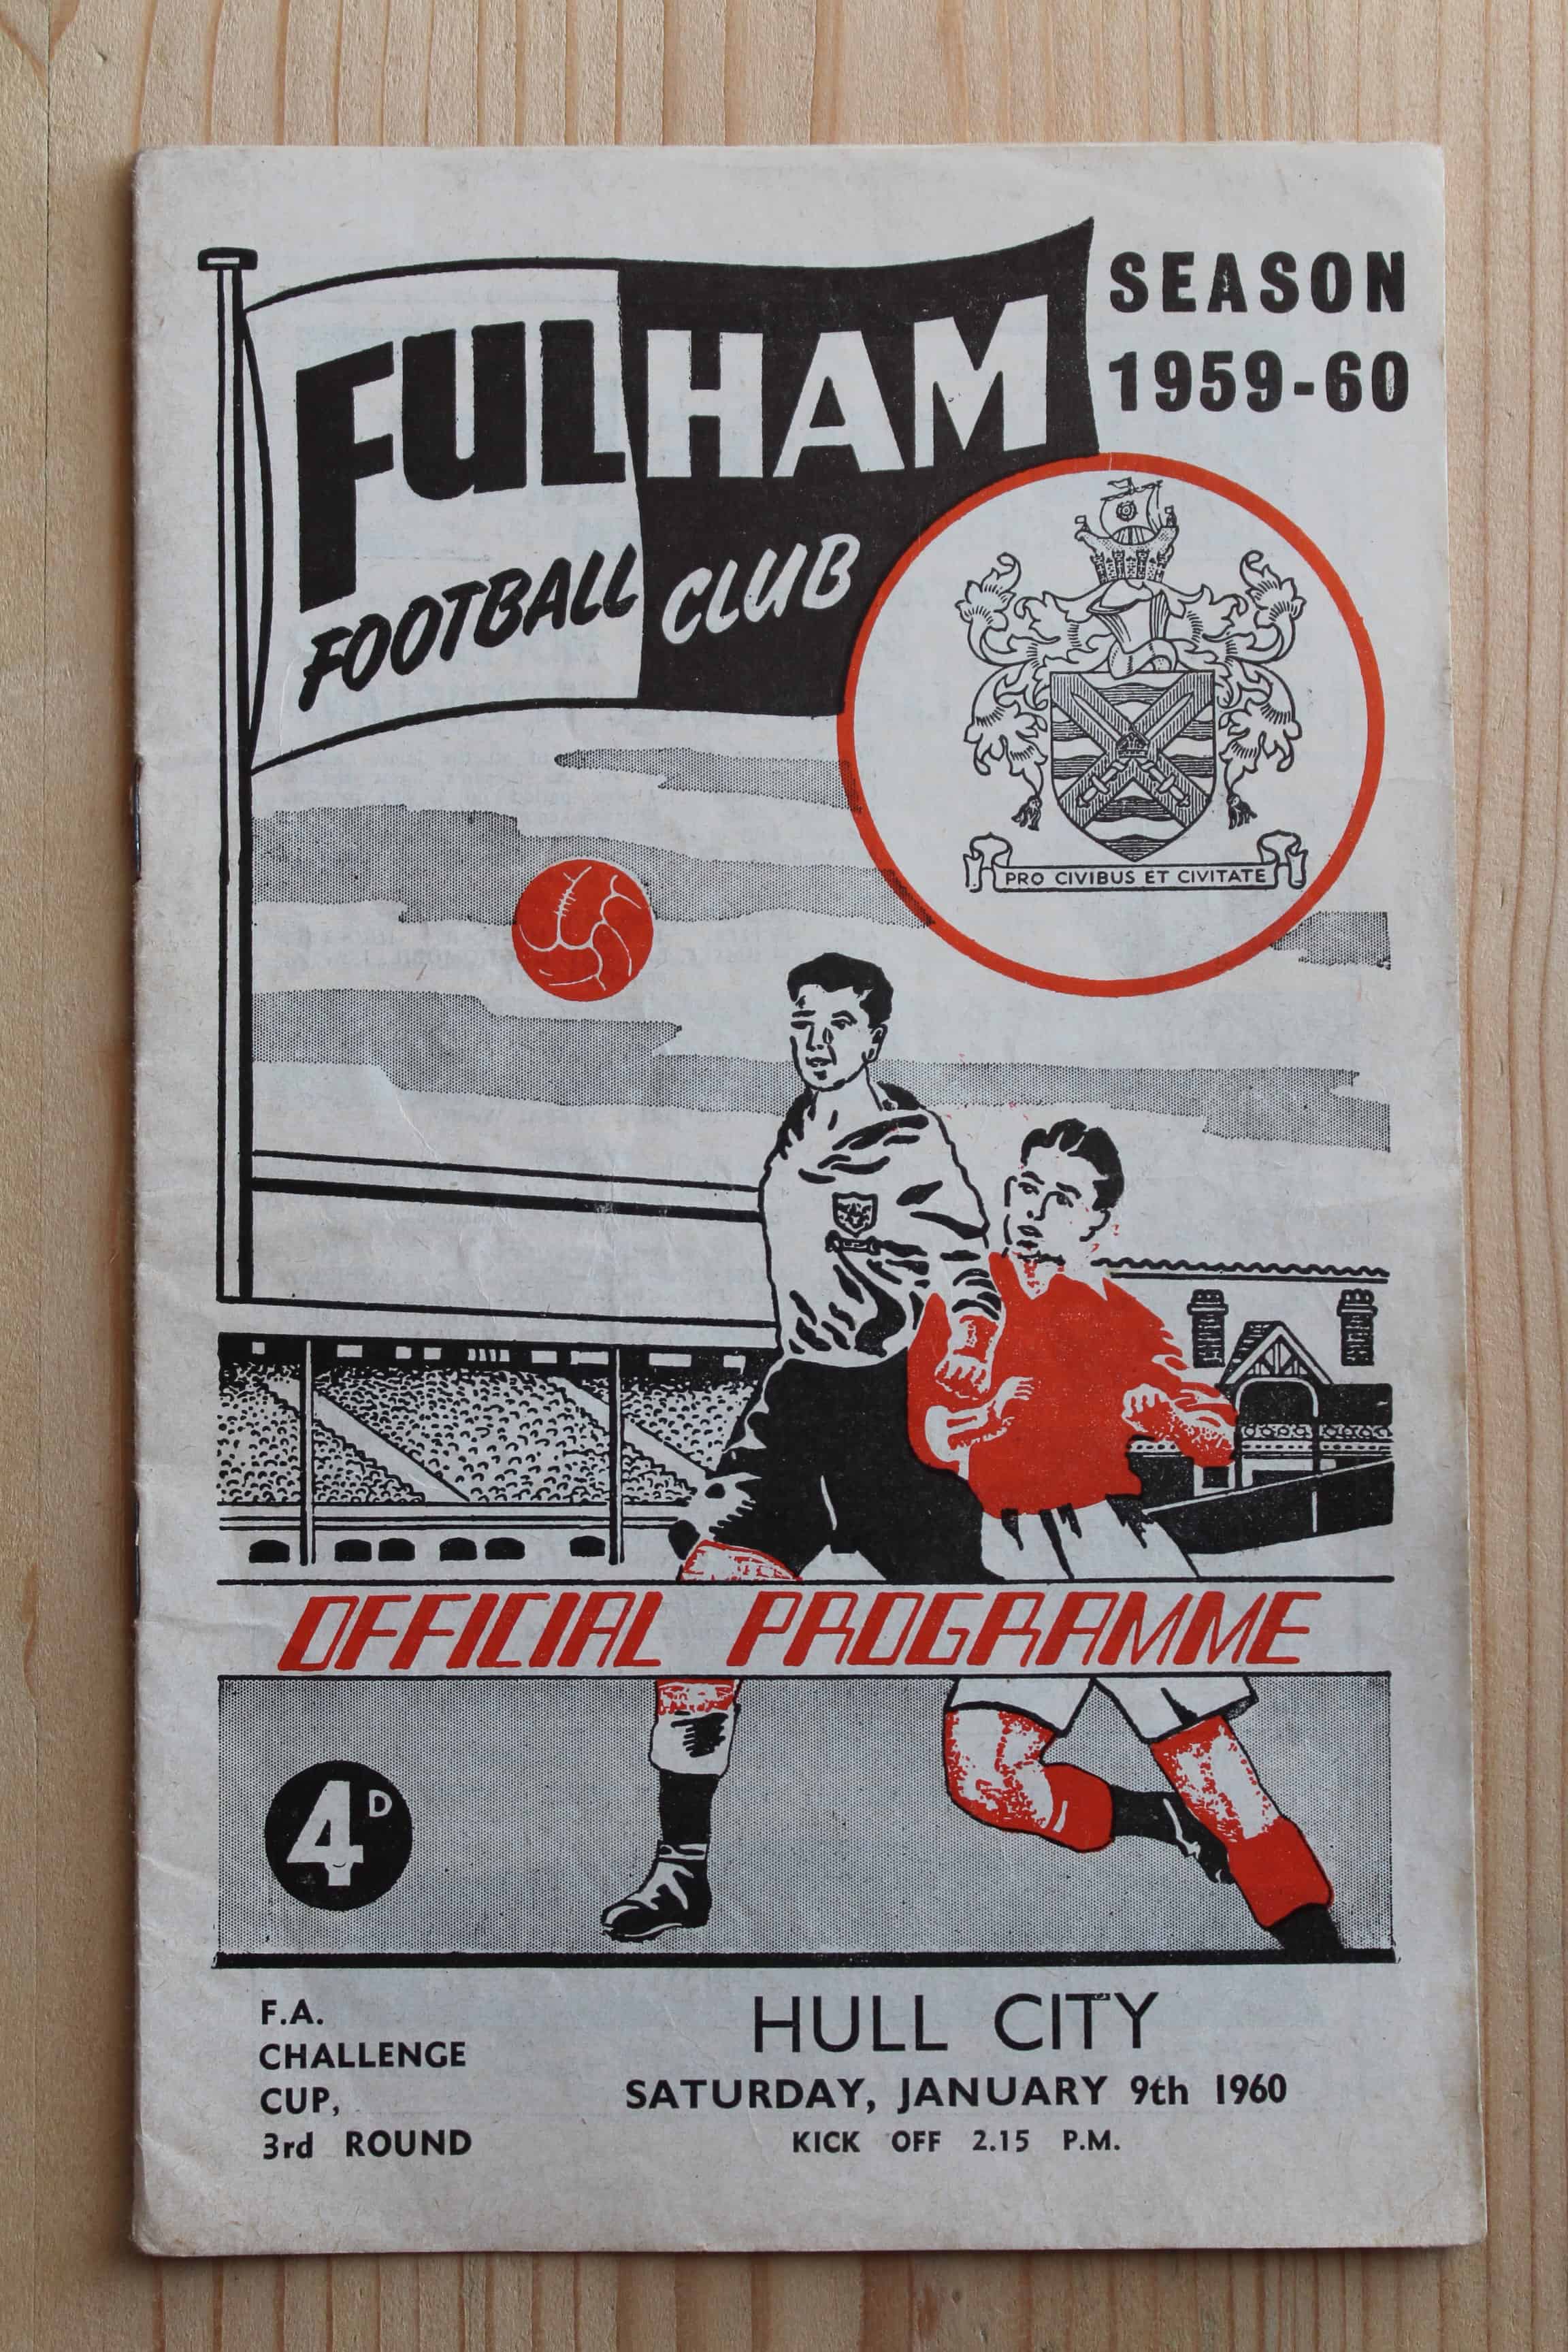 FULHAM
FOOTBALL CLUB
SEASON
1959-60
PRO CIVIBUS ET CIVITATE
OFFICIAL PROGRAMME
4D
F.A.
CHALLENGE
CUP,
3rd ROUND
HULL CITY
SATURDAY, JANUARY 9th 1960
KICK OFF 2.15 P.M.